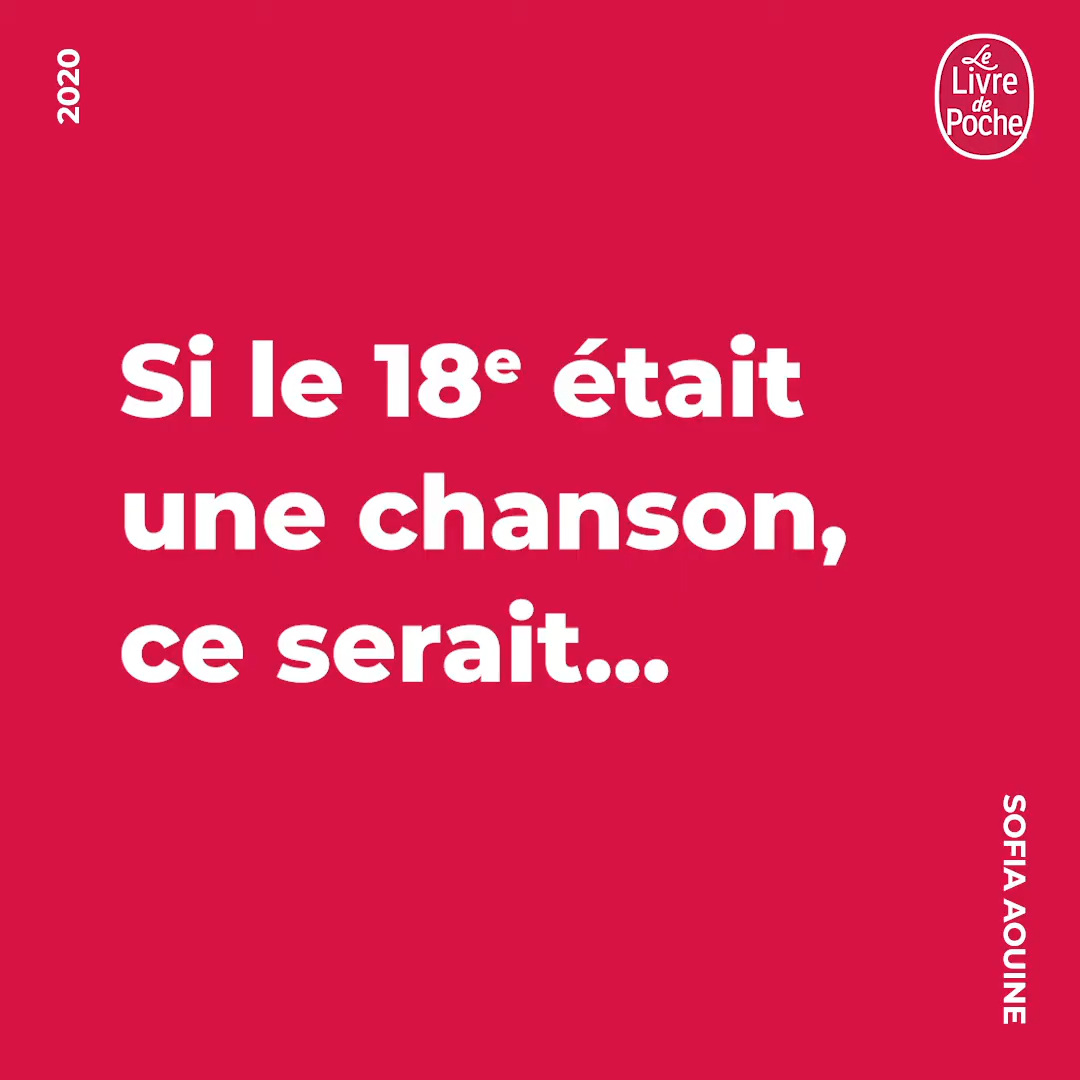 2020
Le
Livre
de
Poche
Si le 18e était
une chanson,
ce serait...
SOFIA AOUINE